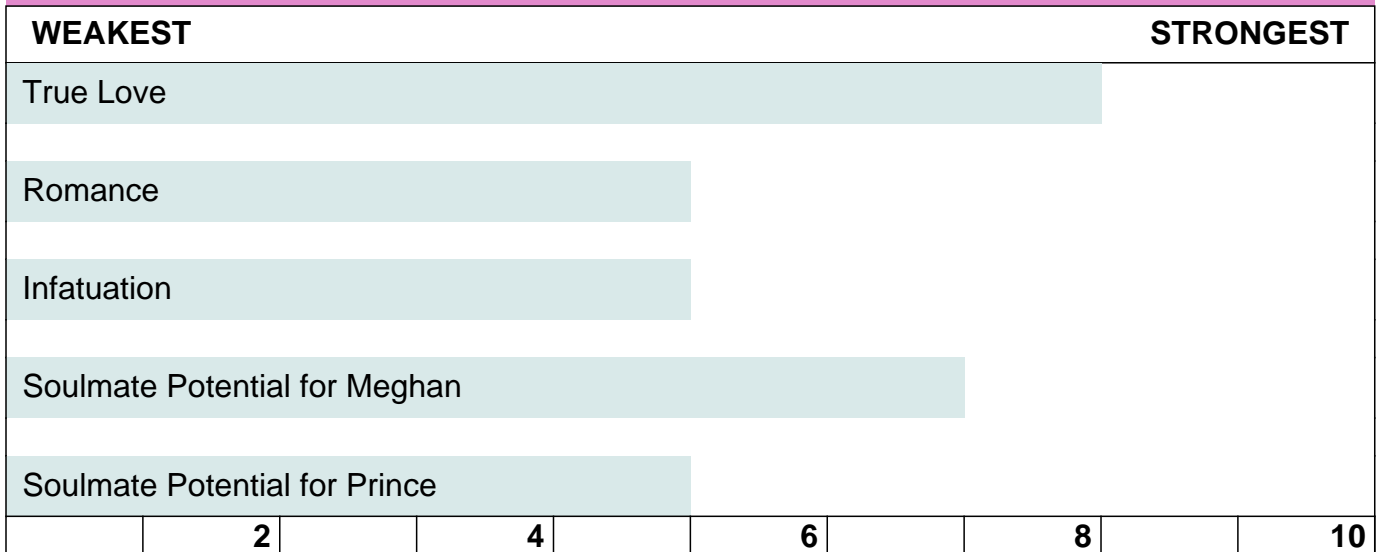 WEAKEST STRONGEST
True Love
Romance
Infatuation
Soulmate Potential for Meghan
Soulmate Potential for Prince
2 4 6 8 10